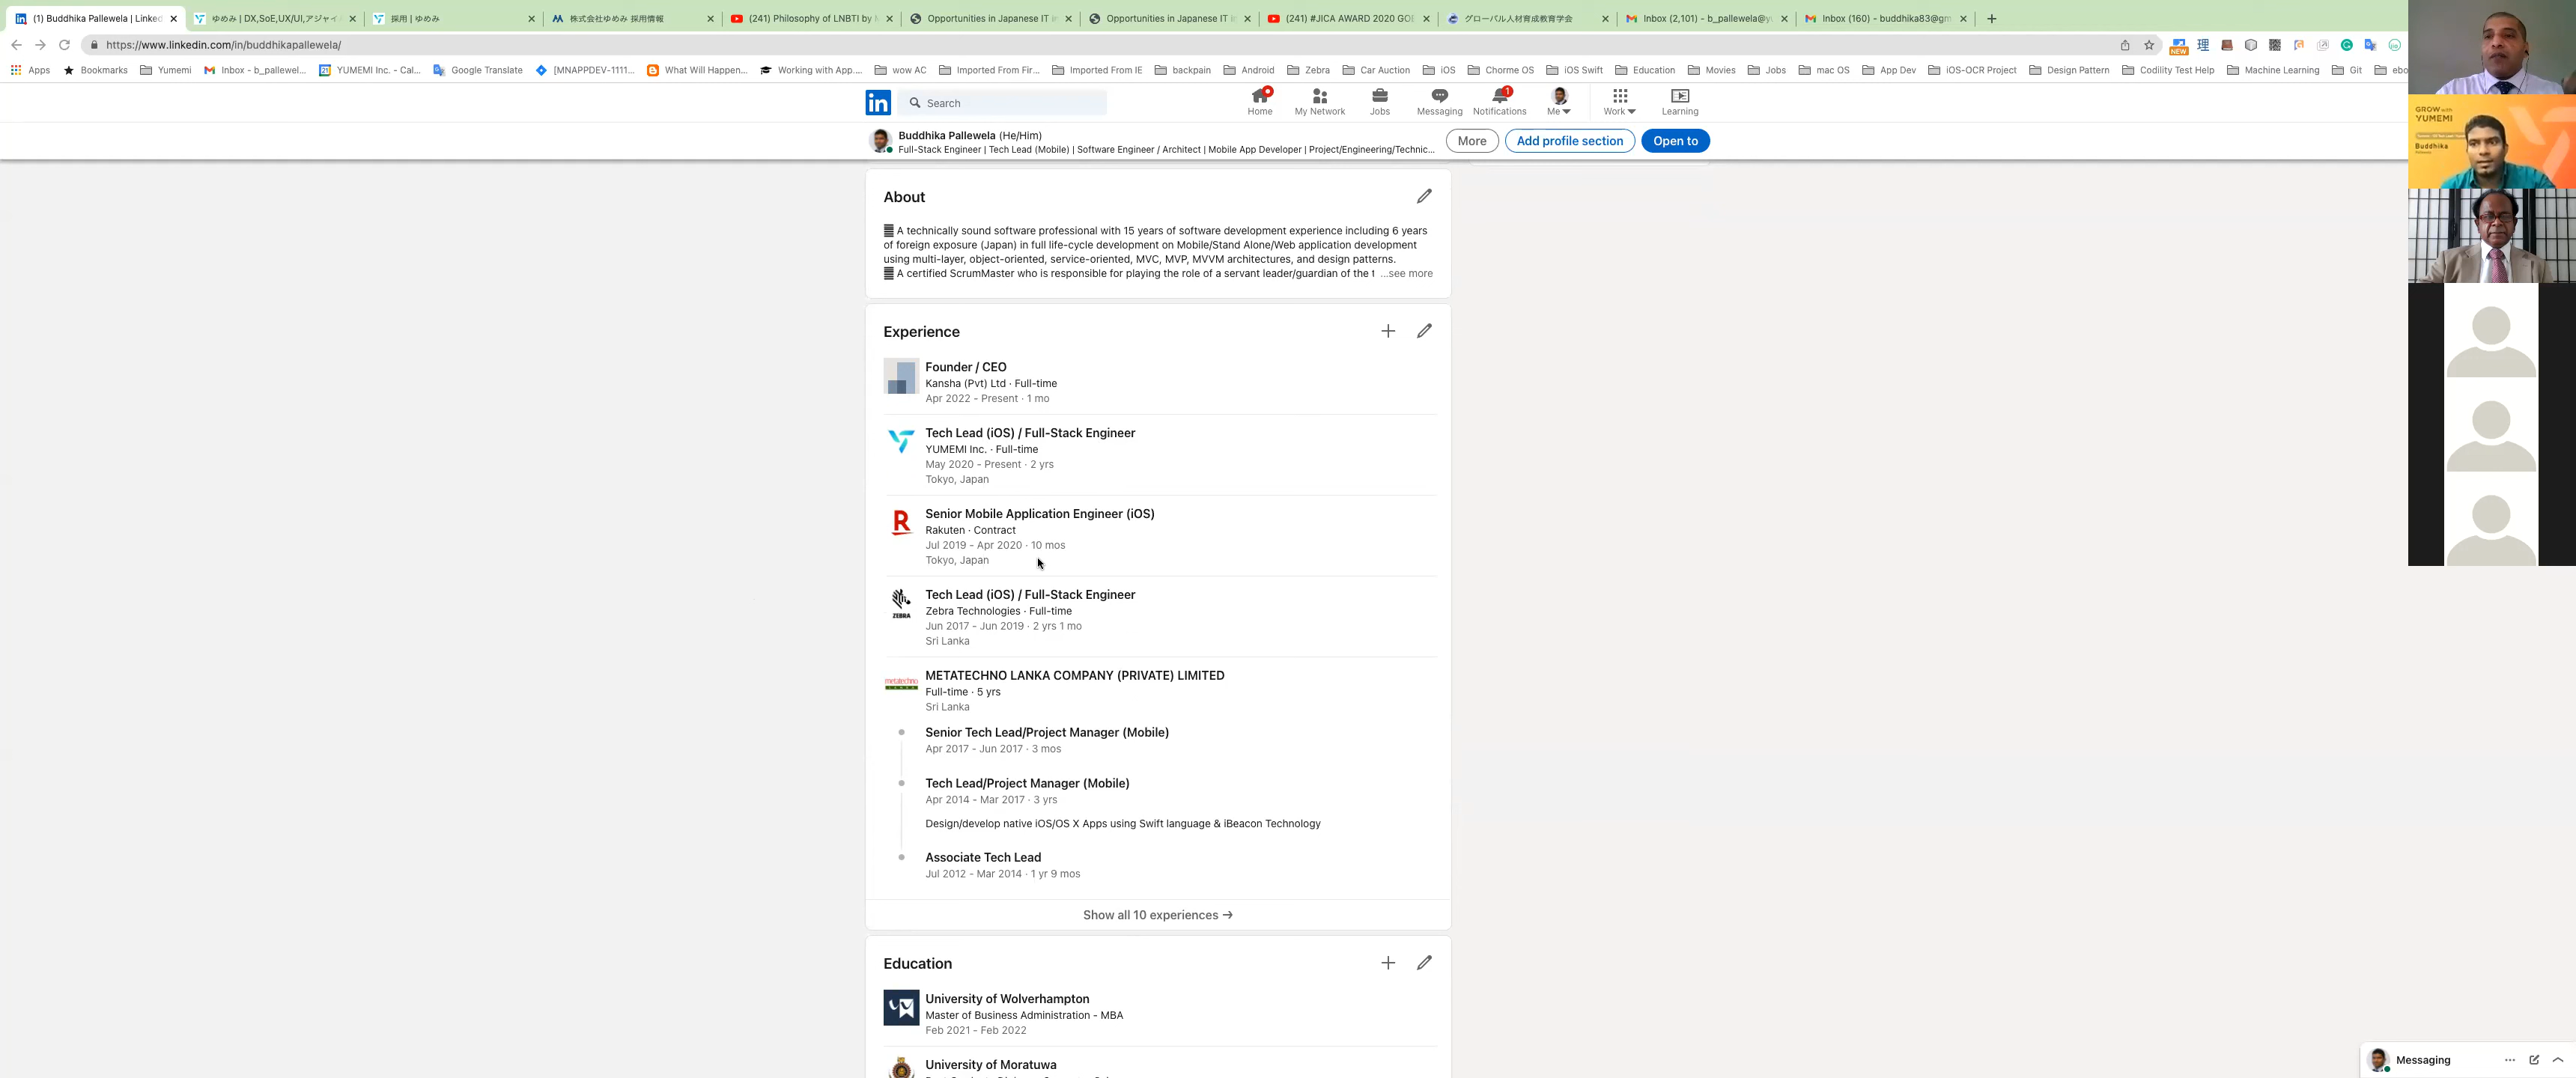 (1) Buddhika Pallewela | Linked
ゆめみ | DX,SoE,UX/UI,アジャイ
採用 | ゆめみ
株式会社ゆめみ 採用情報
(241) Philosophy of LNBTI by
Opportunities in Japanese IT i
Opportunities in Japanese IT i
(241) #JICA AWARD 2020 GO
グローバル人材育成教育学会
Inbox (2,101) - b_pallewela@y
Inbox (160) - buddhika83@gm
https://www.linkedin.com/in/buddhikapallewela/
NEW
理
Apps
Bookmarks
Yumemi
Inbox - b_pallewel...
YUMEMI Inc. - Cal...
Google Translate
[MNAPPDEV-1111...
What Will Happen...
Working with App....
wow AC
Imported From Fir...
Imported From IE
backpain
Android
Zebra
Car Auction
iOS
Chorme OS
iOS Swift
Education
Movies
Jobs
mac OS
App Dev
iOS-OCR Project
Design Pattern
Codility Test Help
Machine Learning
Git
ebo
in
Search
Home
My Network
Jobs
Messaging
1
Notifications
Me
Work
Learning
Buddhika Pallewela (He/Him)
Full-Stack Engineer | Tech Lead (Mobile) | Software Engineer / Architect | Mobile App Developer | Project/Engineering/Technic...
More
Add profile section
Open to
GROW with
YUMEMI
Buddhika
About
A technically sound software professional with 15 years of software development experience including 6 years
of foreign exposure (Japan) in full life-cycle development on Mobile/Stand Alone/Web application development
using multi-layer, object-oriented, service-oriented, MVC, MVP, MVVM architectures, and design patterns.
A certified ScrumMaster who is responsible for playing the role of a servant leader/guardian of the t ...see more
Experience
Founder / CEO
Kansha (Pvt) Ltd · Full-time
Apr 2022 - Present · 1 mo
Tech Lead (iOS) / Full-Stack Engineer
YUMEMI Inc. · Full-time
May 2020 - Present · 2 yrs
Tokyo, Japan
R
Senior Mobile Application Engineer (iOS)
Rakuten · Contract
Jul 2019 - Apr 2020 · 10 mos
Tokyo, Japan
ZEBRA
Tech Lead (iOS) / Full-Stack Engineer
Zebra Technologies · Full-time
Jun 2017 - Jun 2019 · 2 yrs 1 mo
Sri Lanka
metatechno
LANKA
METATECHNO LANKA COMPANY (PRIVATE) LIMITED
Full-time · 5 yrs
Sri Lanka
Senior Tech Lead/Project Manager (Mobile)
Apr 2017 - Jun 2017 · 3 mos
Tech Lead/Project Manager (Mobile)
Apr 2014 - Mar 2017 · 3 yrs
Design/develop native iOS/OS X Apps using Swift language & iBeacon Technology
Associate Tech Lead
Jul 2012 - Mar 2014 · 1 yr 9 mos
Show all 10 experiences →
Education
University of Wolverhampton
Master of Business Administration - MBA
Feb 2021 - Feb 2022
University of Moratuwa
Messaging